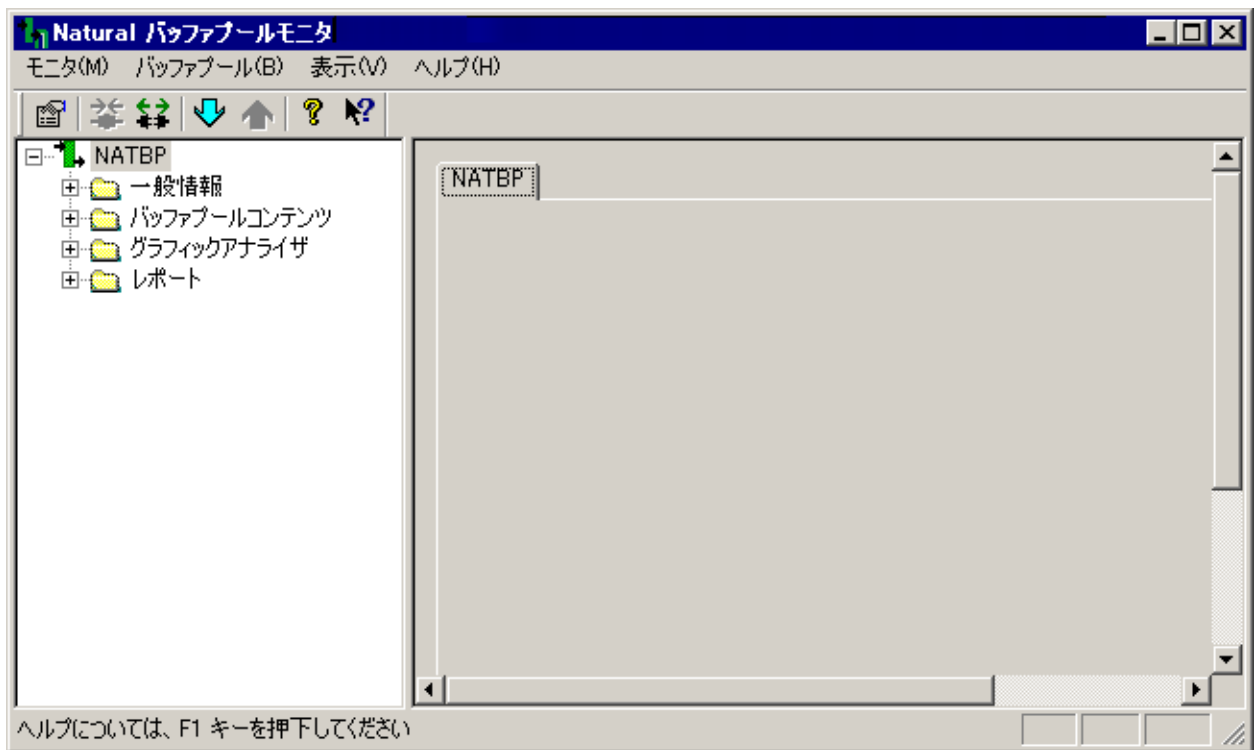 Natural バッファプールモニタ
モニタ(M) バッファプール(B) 表示(V) ヘルプ(H)
NATBP
一般情報
バッファプールコンテンツ
グラフィックアナライザ
レポート
NATBP
ヘルプについては、F1 キーを押下してください